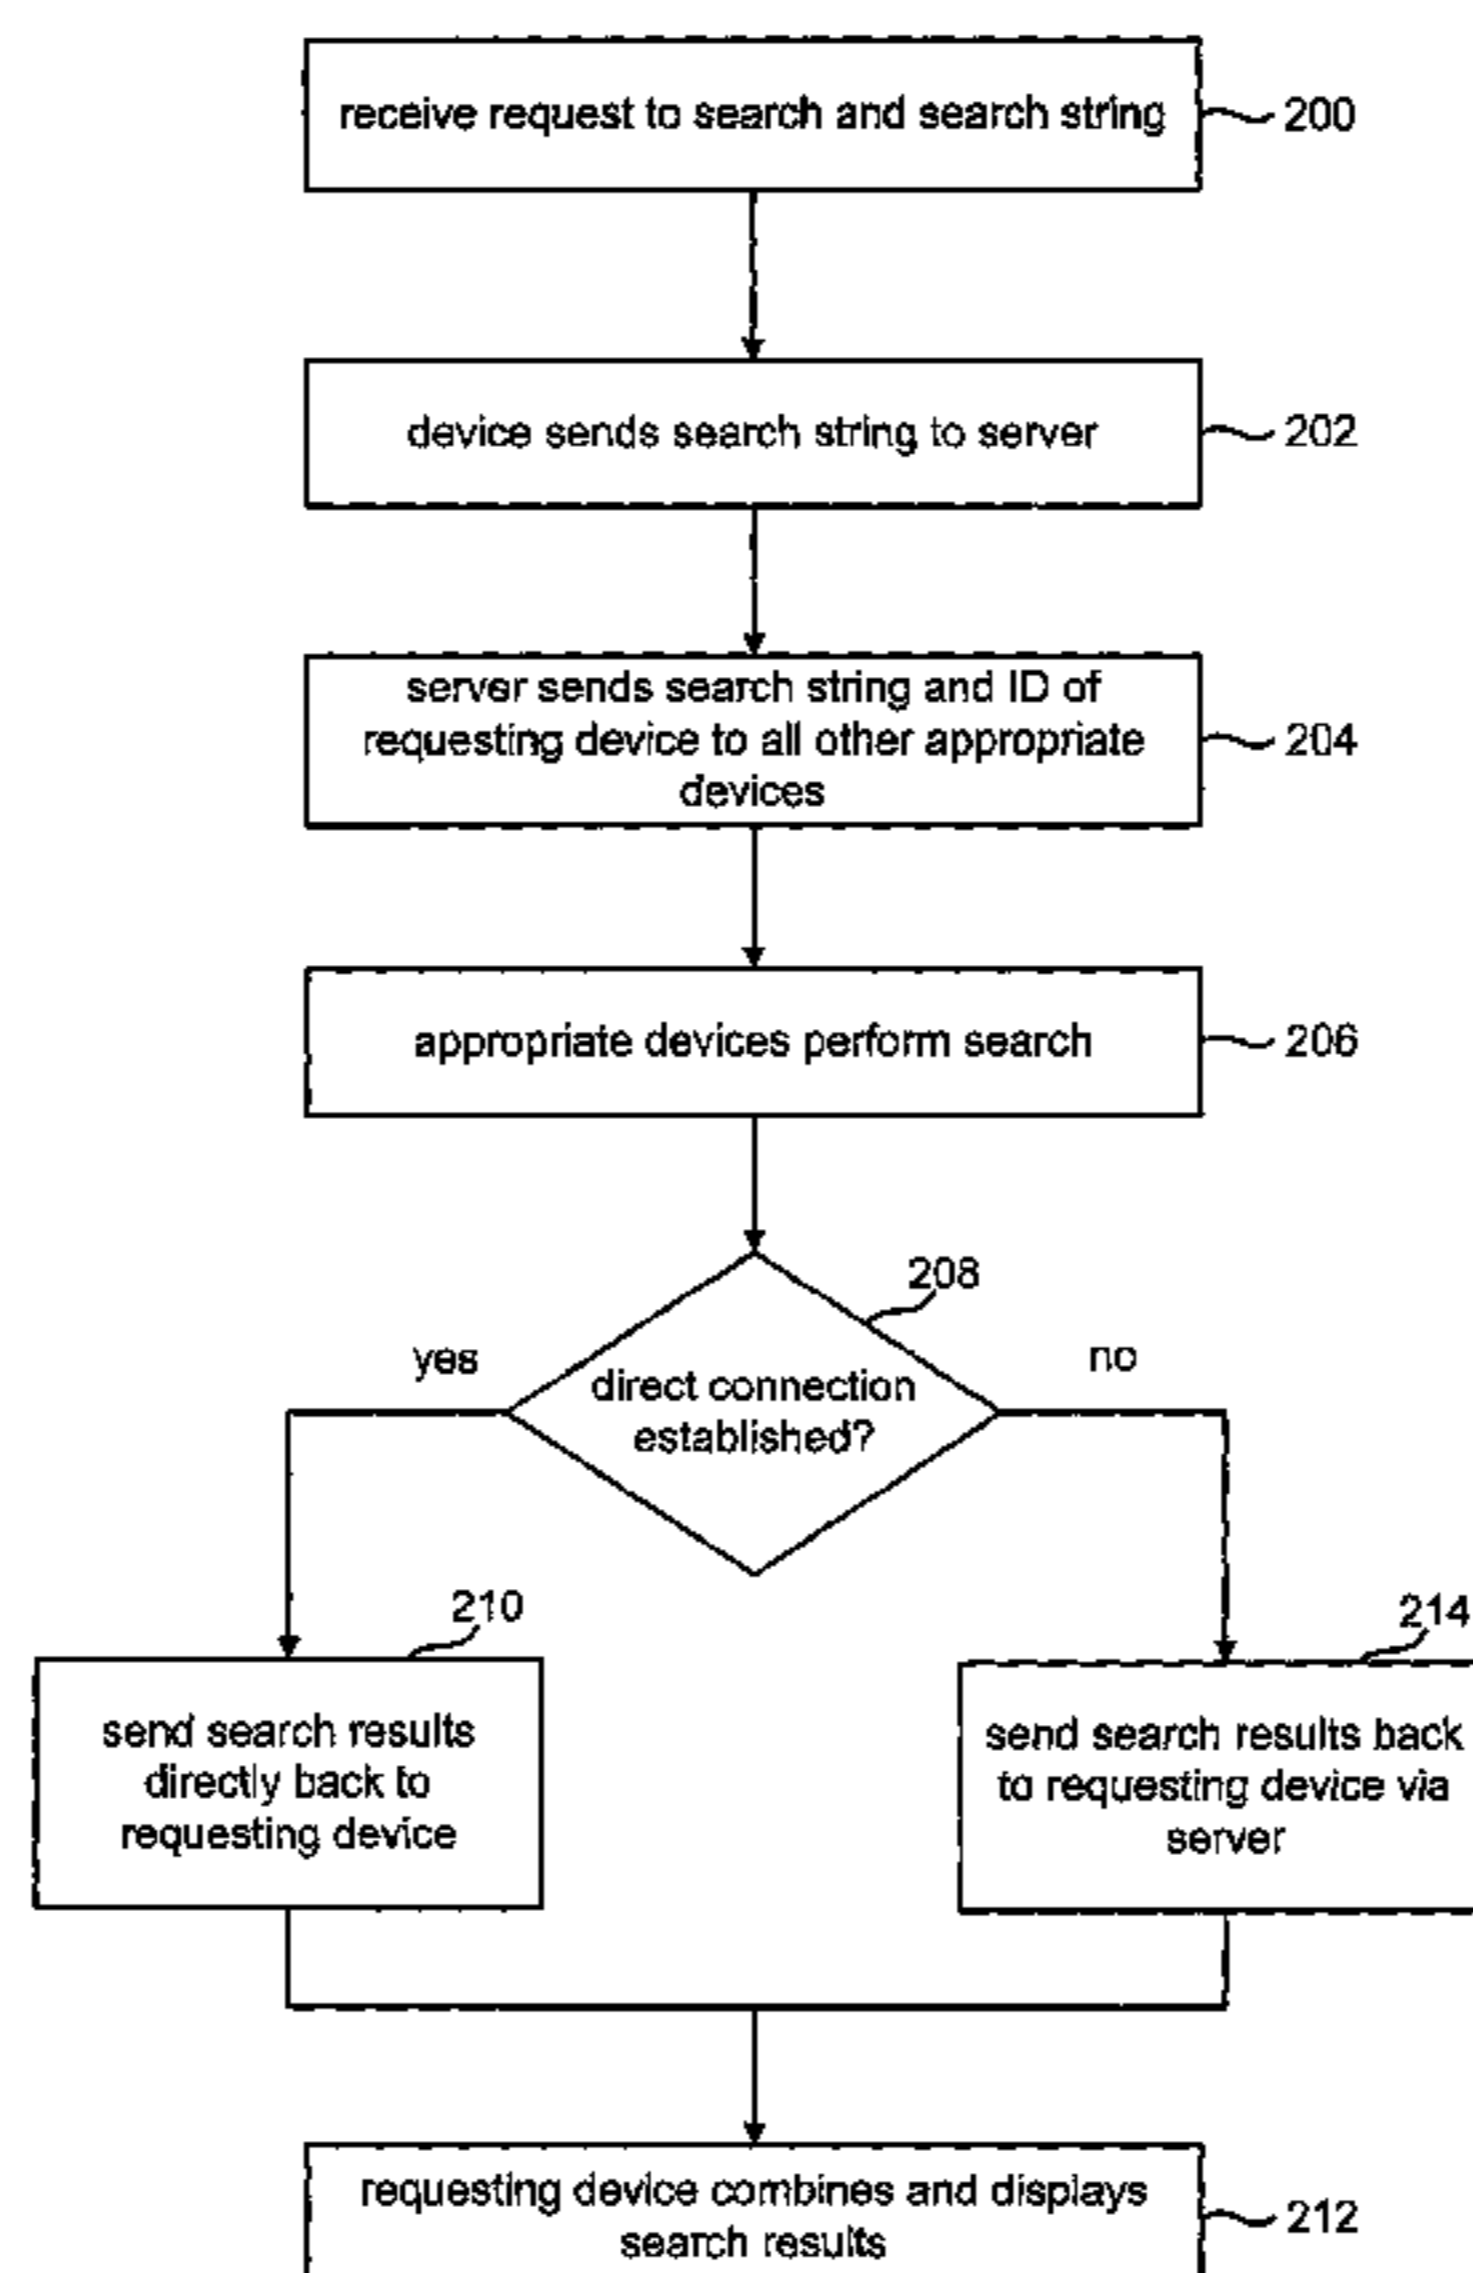 receive request to search and search string
200
device sends search string to server
202
server sends search string and ID of
requesting device to all other appropriate
devices
204
appropriate devices perform search
206
208
yes
no
direct connection
established?
210
214
send search results
directly back to
requesting device
send search results back
to requesting device via
server
requesting device combines and displays
search results
212